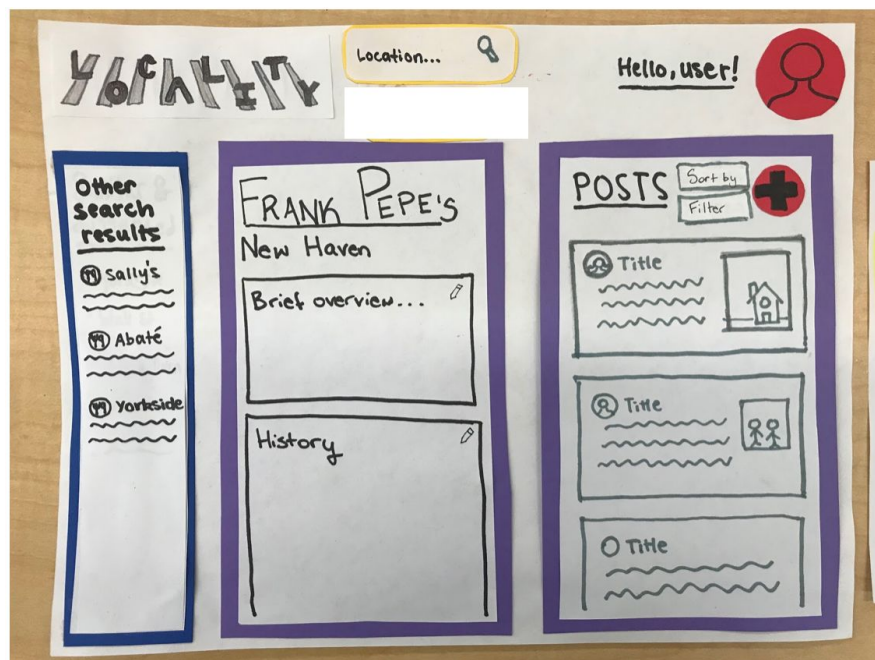 LOCALITY
Location...
Hello, user!
Other
search
results
Sally's
Abaté
Yorkside
FRANK PEPE'S
New Haven
Brief overview...
History
POSTS
Sort by
Filter
Title
Title
Title